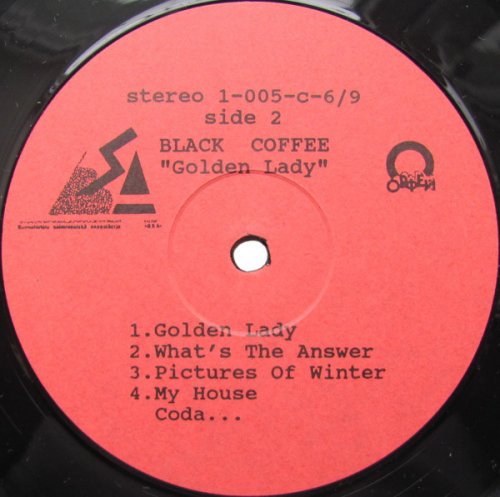 stereo 1-005-c-6/9
side 2
BLACK COFFEE
"Golden Lady"
1.Golden Lady
2.What's The Answer
3.Pictures Of Winter
4.My House
Coda...